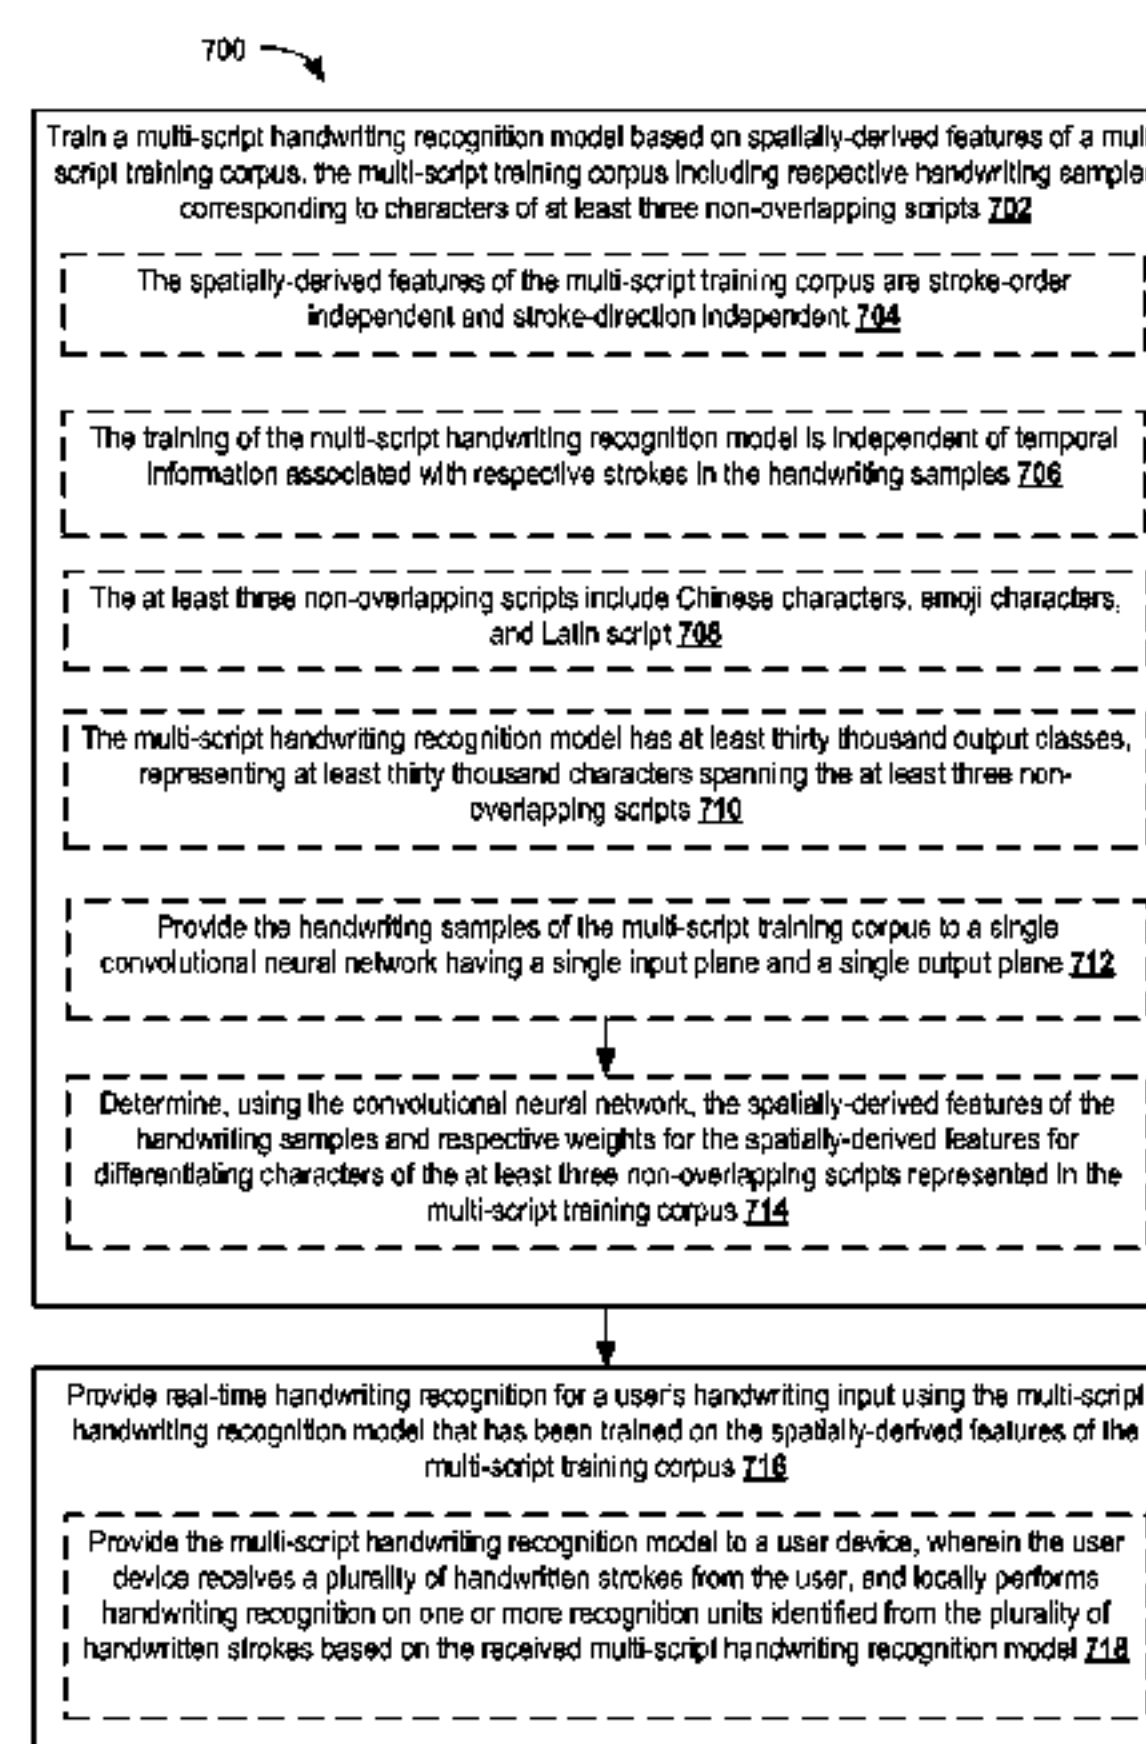 700
Train a multi-script handwriting recognition model based on spatially-derived features of a
script training corpus, the multi-script training corpus including respective handwriting
corresponding to characters of at least three non-overlapping scripts 702
The spatially-derived features of the multi-script training corpus are stroke-order
independent and stroke-direction independent 704
The training of the multi-script handwriting recognition model is independent of temporal
information associated with respective strokes in the handwriting samples 706
The at least three non-overlapping scripts include Chinese characters, emoji characters,
and Latin script 708
The multi-script handwriting recognition model has at least thirty thousand output classes,
representing at least thirty thousand characters spanning the at least three non-
overlapping scripts 710
Provide the handwriting samples of the multi-script training corpus to a single
convolutional neural network having a single input plane and a single output plane 712
Determine, using the convolutional neural network, the spatially-derived features of the
handwriting samples and respective weights for the spatially-derived features for
differentiating characters of the at least three non-overlapping scripts represented in the
multi-script training corpus 714
Provide real-time handwriting recognition for a user's handwriting input using the multi-script
handwriting recognition model that has been trained on the spatially-derived features of the
multi-script training corpus 716
Provide the multi-script handwriting recognition model to a user device, wherein the user
device receives a plurality of handwritten strokes from the user, and locally performs
handwriting recognition on one or more recognition units identified from the plurality of
handwritten strokes based on the received multi-script handwriting recognition model 718